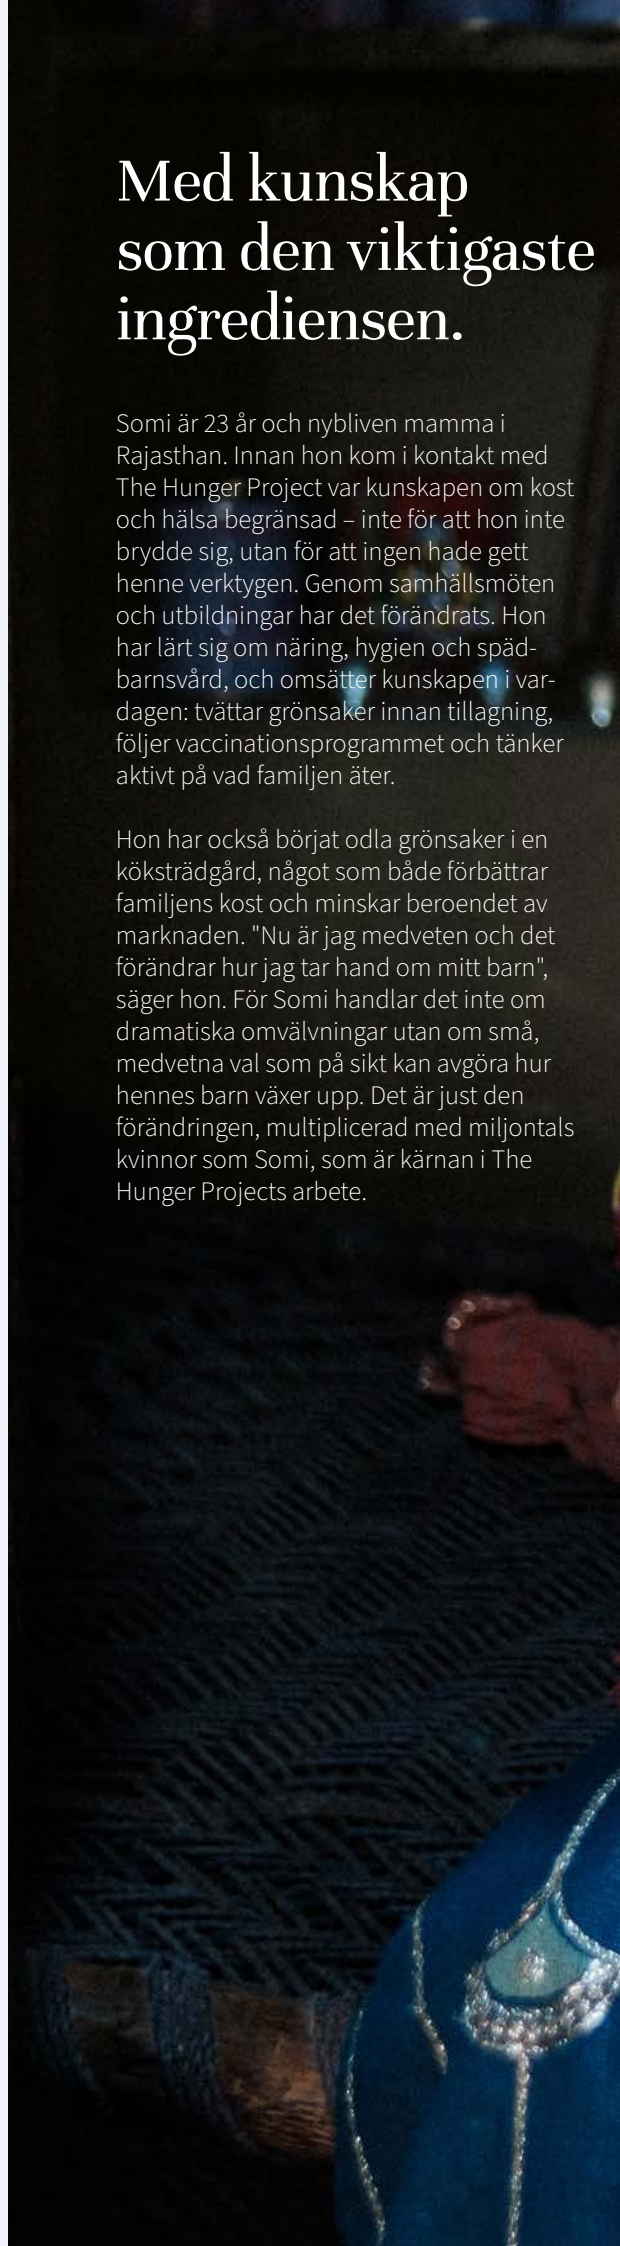 Med kunskap
som den viktigaste
ingrediensen.
Somi är 23 år och nybliven mamma i
Rajasthan. Innan hon kom i kontakt med
The Hunger Project var kunskapen om kost
och hälsa begränsad – inte för att hon inte
brydde sig, utan för att ingen hade gett
henne verktygen. Genom samhällsmöten
och utbildningar har det förändrats. Hon
har lärt sig om näring, hygien och späd-
barnsvård, och omsätter kunskapen i var-
dagen: tvättar grönsaker innan tillagning,
följer vaccinationsprogrammet och tänker
aktivt på vad familjen äter.
Hon har också börjat odla grönsaker i en
köksträdgård, något som både förbättrar
familjens kost och minskar beroendet av
marknaden. "Nu är jag medveten och det
förändrar hur jag tar hand om mitt barn",
säger hon. För Somi handlar det inte om
dramatiska omvälvningar utan om små,
medvetna val som på sikt kan avgöra hur
hennes barn växer upp. Det är just den
förändringen, multiplicerad med miljontals
kvinnor som Somi, som är kärnan i The
Hunger Projects arbete.